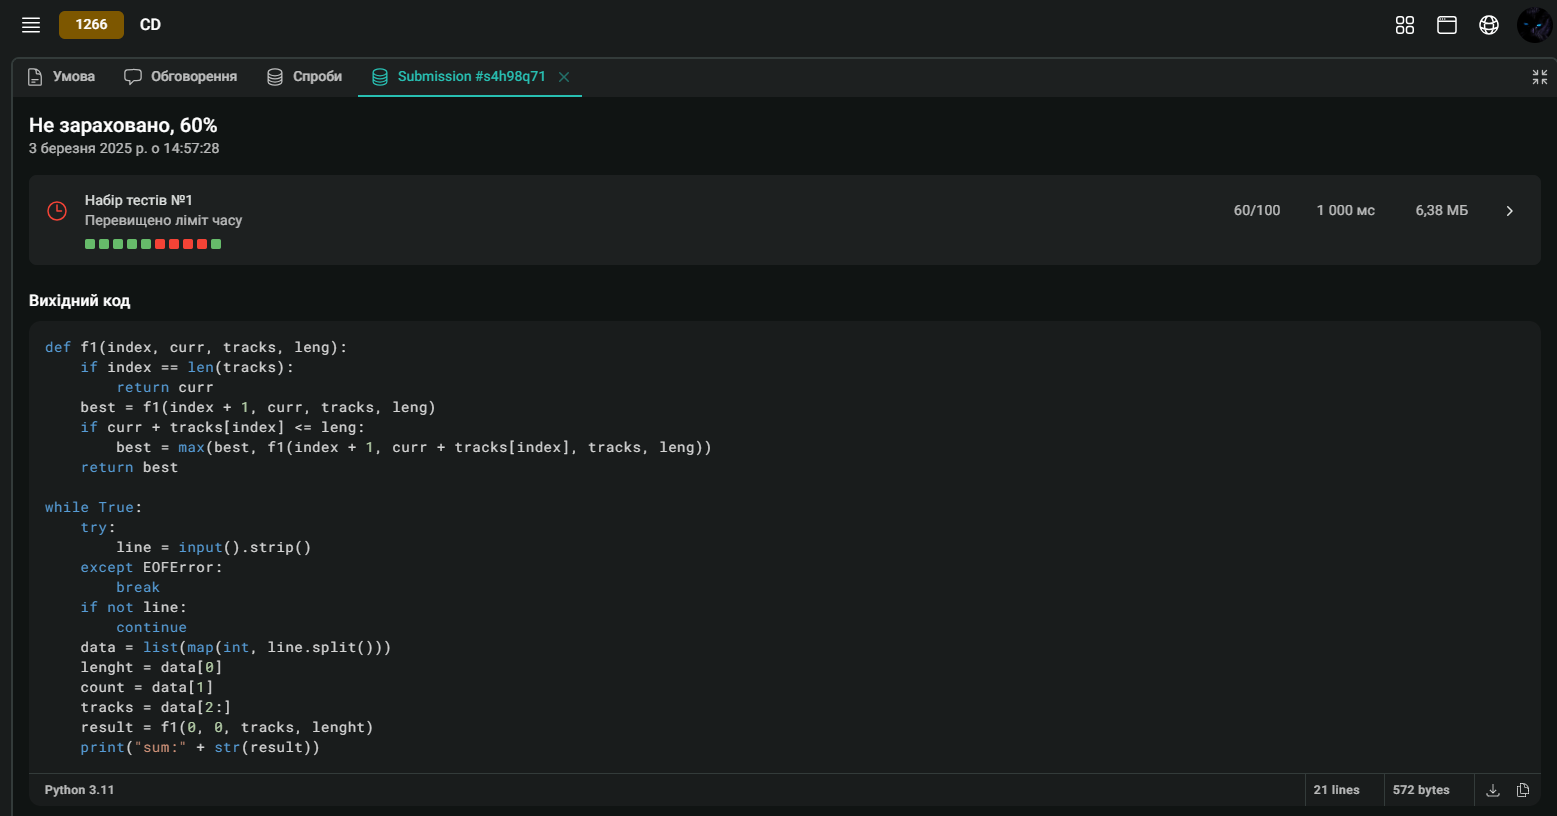 1266 CD
Умова Обговорення Спроби Submission #s4h98q71
Не зараховано, 60%
3 березня 2025 р. о 14:57:28
Набір тестів №1
Перевищено ліміт часу
60/100 1 000 мс 6,38 МБ
Вихідний код
def f1(index, curr, tracks, leng):
    if index == len(tracks):
        return curr
    best = f1(index + 1, curr, tracks, leng)
    if curr + tracks[index] <= leng:
        best = max(best, f1(index + 1, curr + tracks[index], tracks, leng))
    return best
while True:
    try:
        line = input().strip()
    except EOFError:
        break
    if not line:
        continue
    data = list(map(int, line.split()))
    lenght = data[0]
    count = data[1]
    tracks = data[2:]
    result = f1(0, 0, tracks, lenght)
    print("sum:" + str(result))
Python 3.11 21 lines 572 bytes